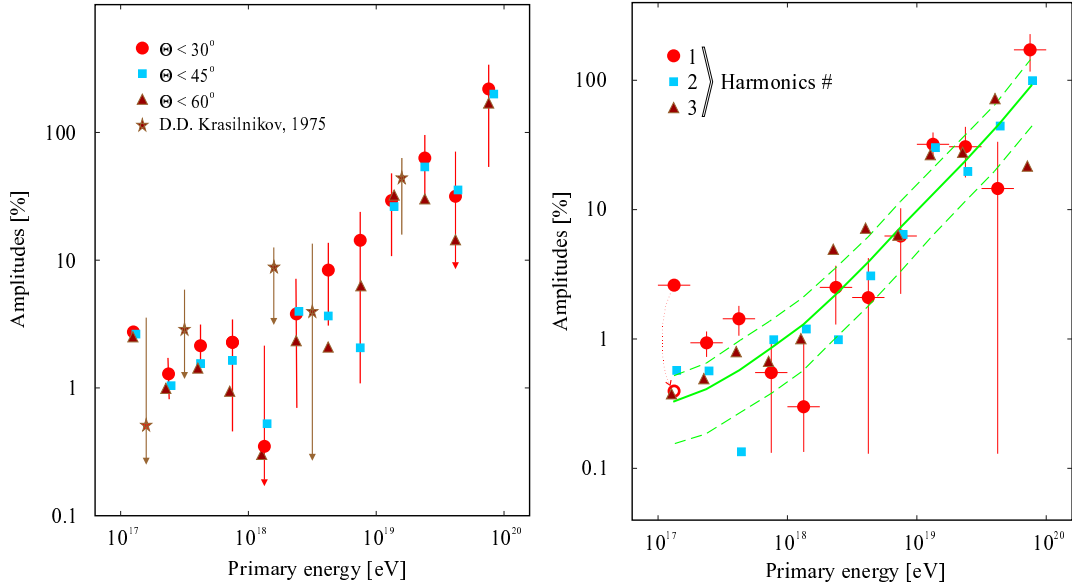 Amplitudes [%]
100
10
1
0.1
Θ < 30°
Θ < 45°
Θ < 60°
D.D. Krasilnikov, 1975
10¹⁷
10¹⁸
10¹⁹
10²⁰
Primary energy [eV]
Amplitudes [%]
100
10
1
0.1
1
2
3
Harmonics #
10¹⁷
10¹⁸
10¹⁹
10²⁰
Primary energy [eV]